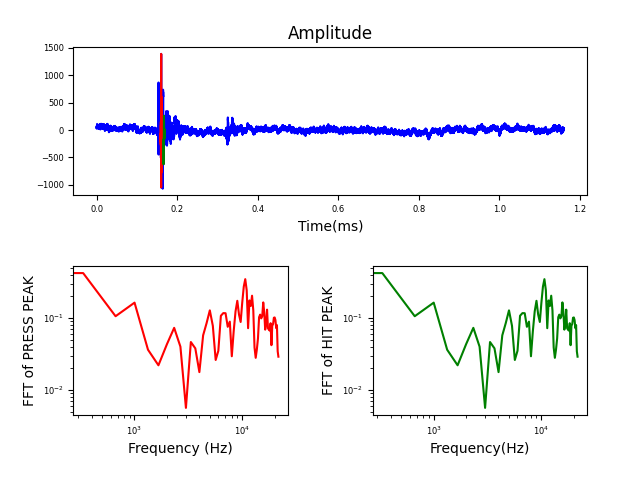 Amplitude
1500
1000
500
0
−500
−1000
0.0 0.2 0.4 0.6 0.8 1.0 1.2
Time(ms)
FFT of PRESS PEAK
10⁻¹
10⁻²
10³ 10⁴
Frequency (Hz)
FFT of HIT PEAK
10⁻¹
10⁻²
10³ 10⁴
Frequency(Hz)